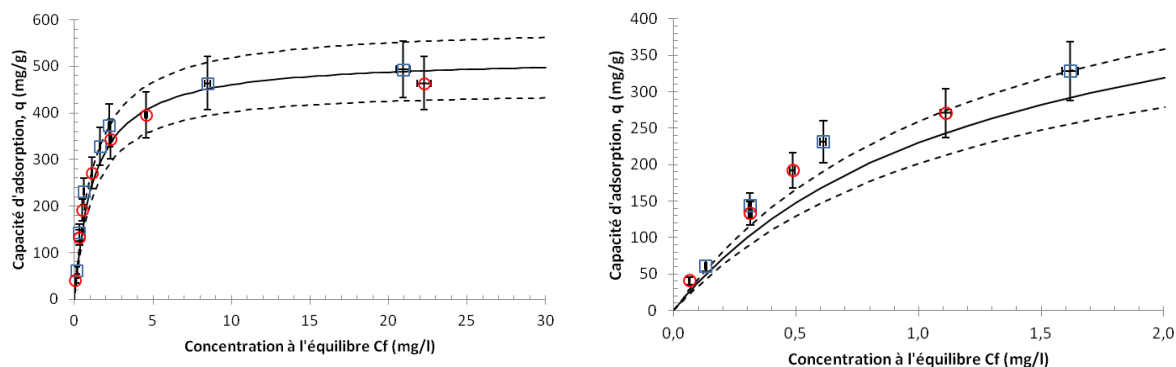 Capacité d'adsorption, q (mg/g)
600
500
400
300
200
100
0
0 5 10 15 20 25 30
Concentration à l'équilibre Cf (mg/l)
Capacité d'adsorption, q (mg/g)
400
350
300
250
200
150
100
50
0
0,0 0,5 1,0 1,5 2,0
Concentration à l'équilibre Cf (mg/l)